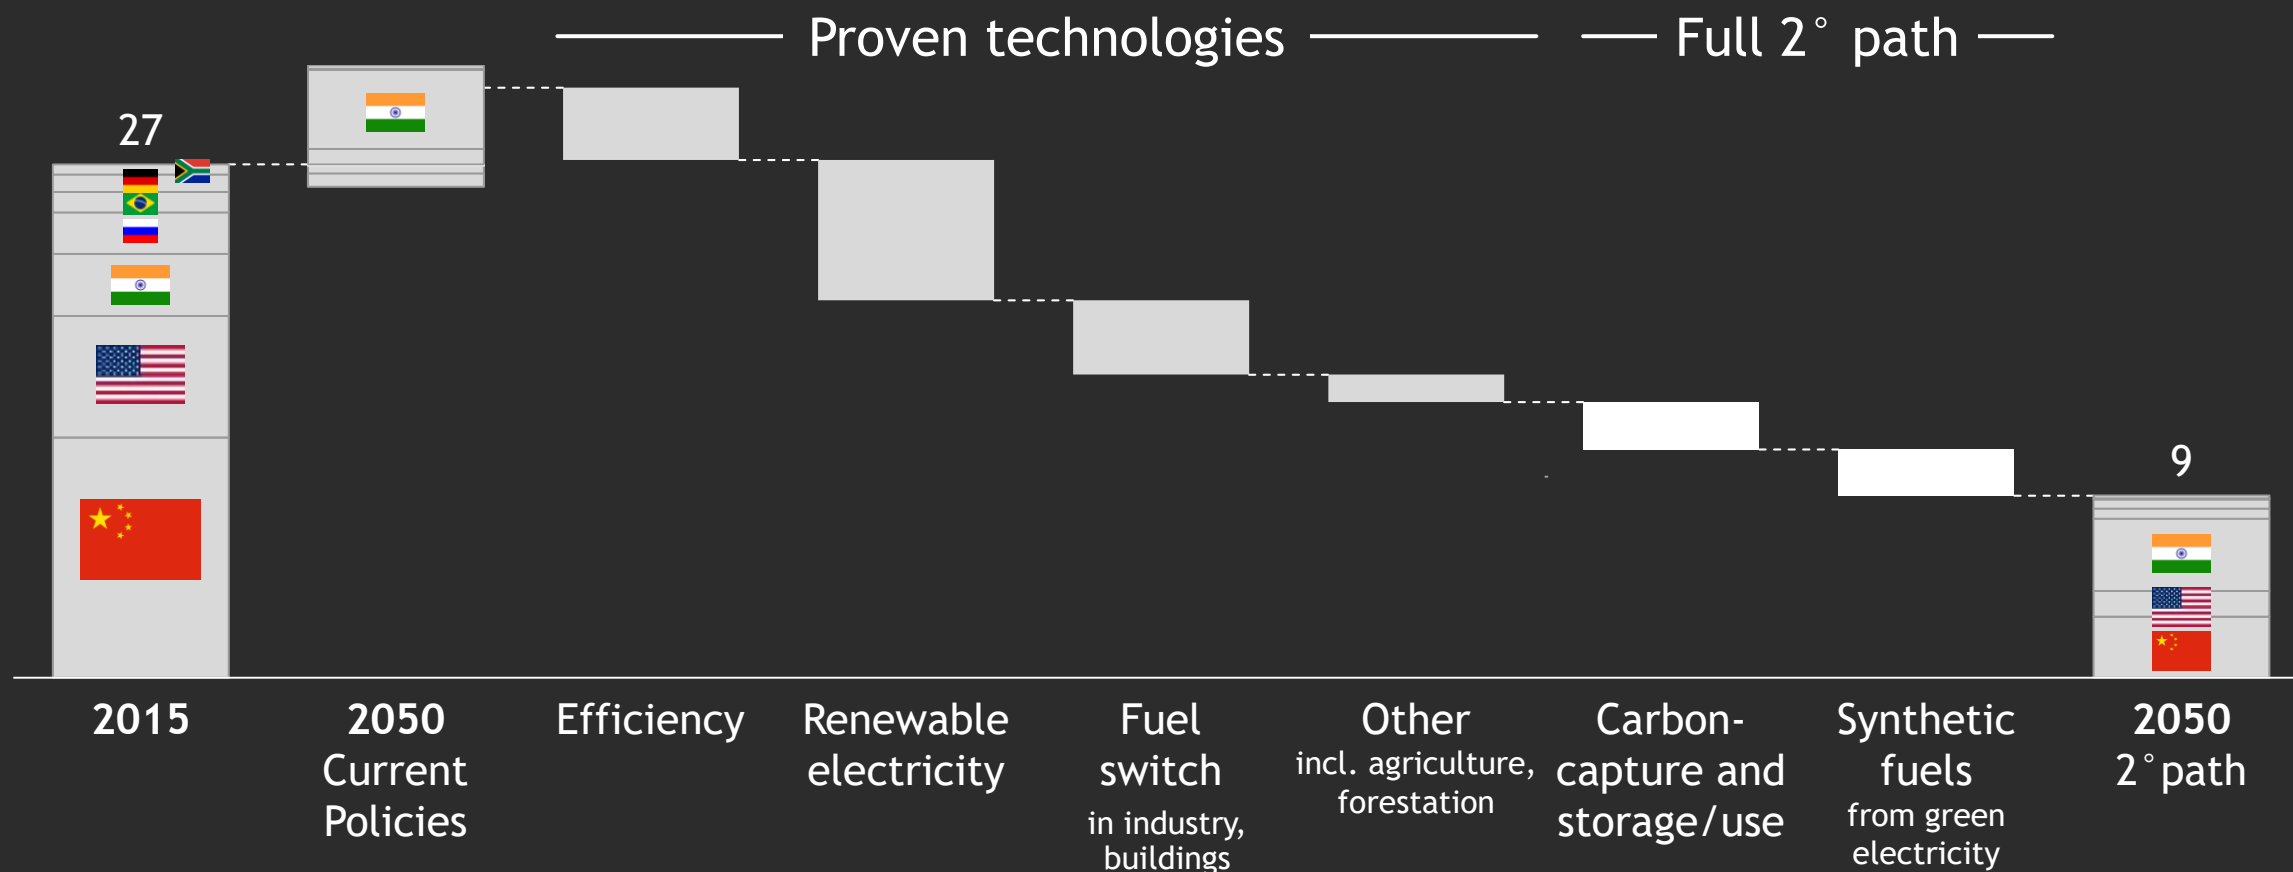 Proven technologies
Full 2° path
27
9
2015
2050
Current
Policies
Efficiency
Renewable
electricity
Fuel
switch
in industry,
buildings
Other
incl. agriculture,
forestation
Carbon-
capture and
storage/use
Synthetic
fuels
from green
electricity
2050
2°path